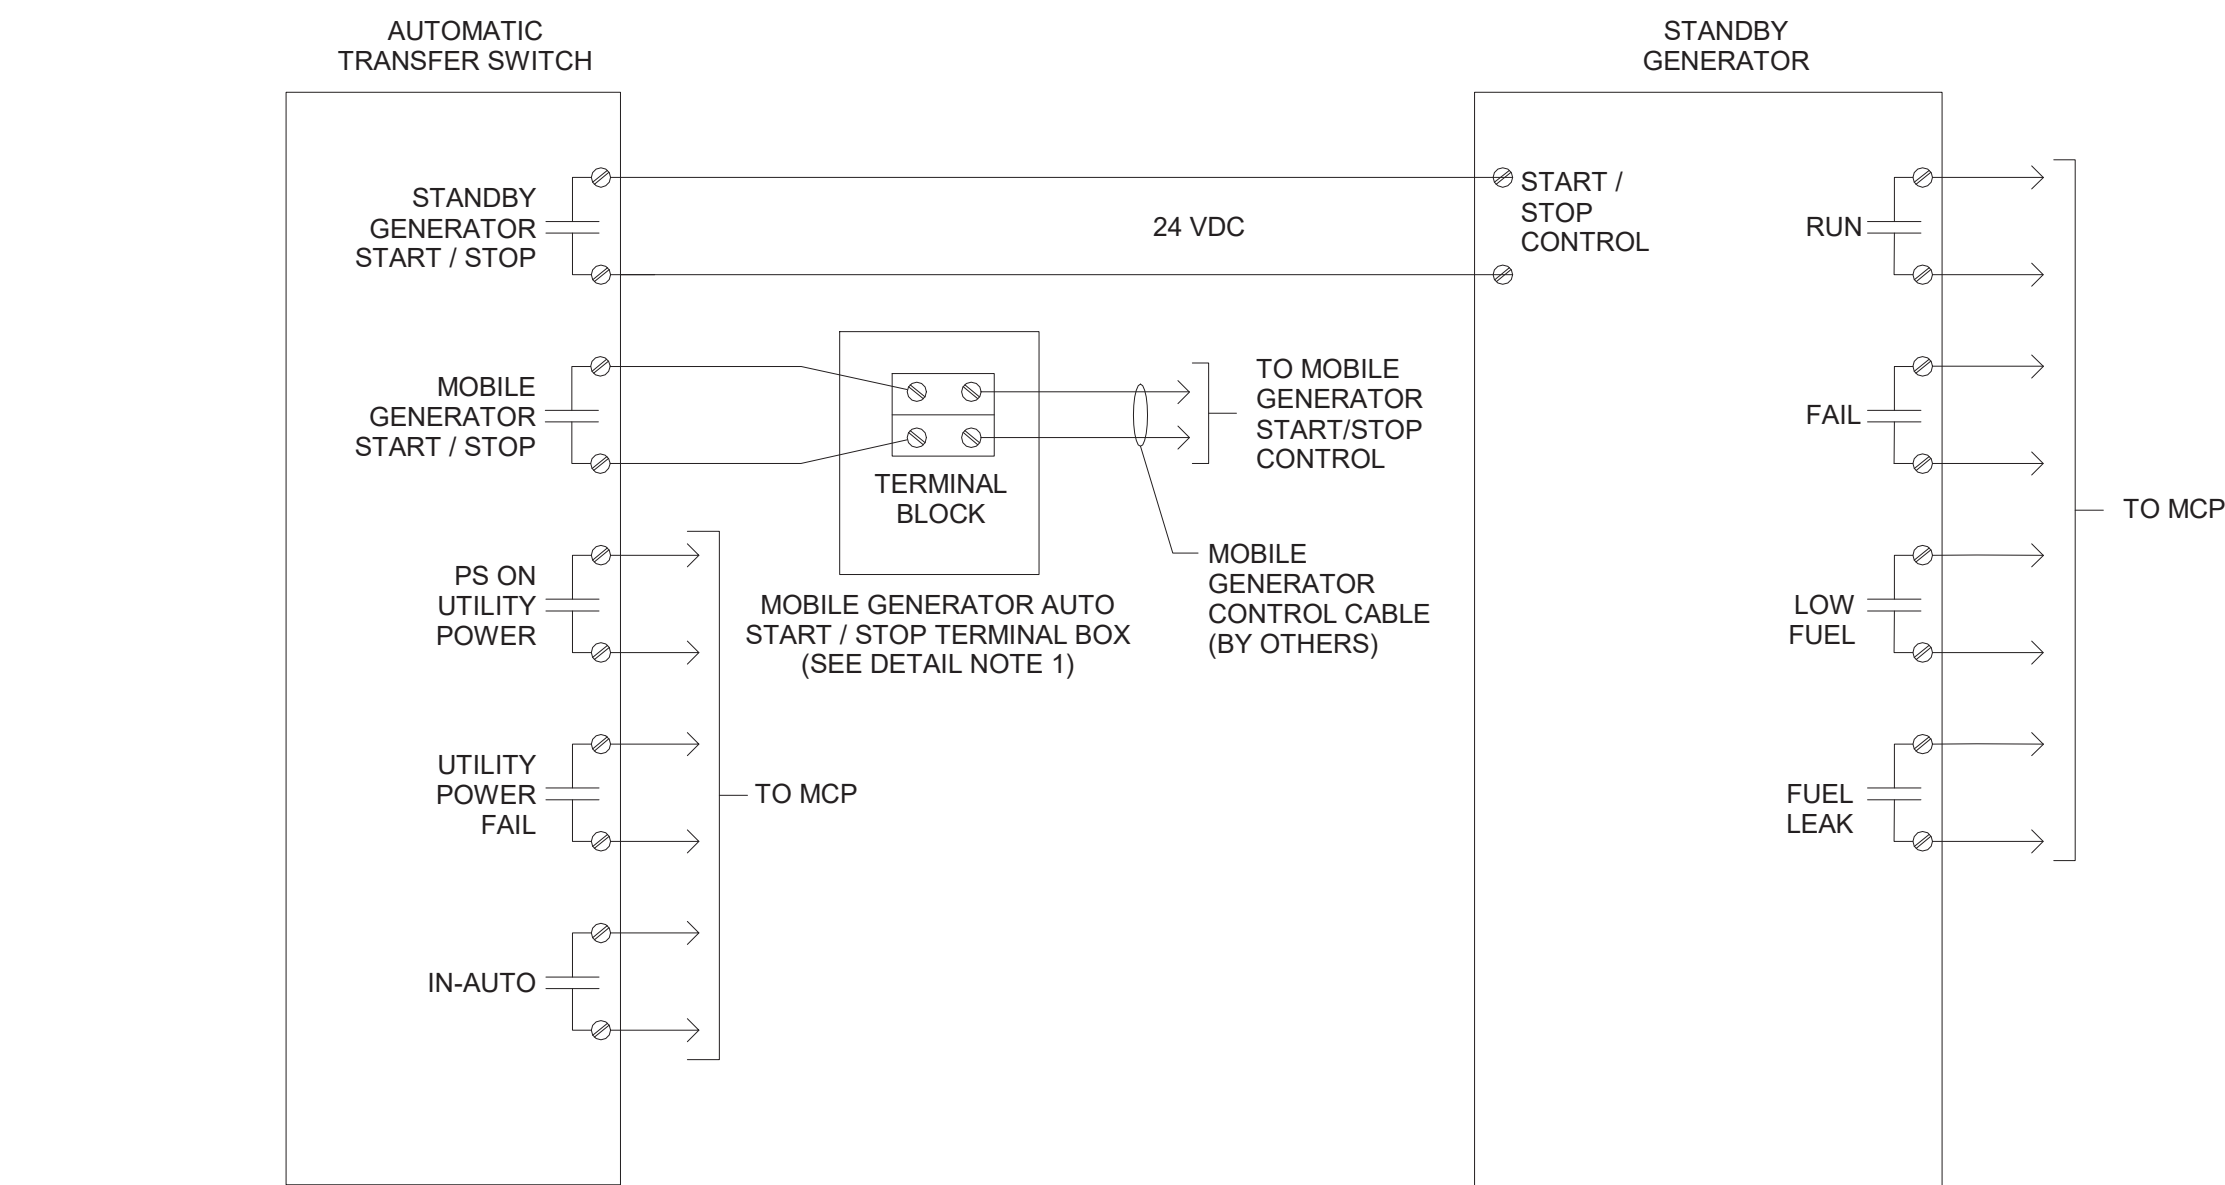 AUTOMATIC
TRANSFER SWITCH
STANDBY
GENERATOR
STANDBY
GENERATOR
START / STOP
24 VDC
START /
STOP
CONTROL
RUN
MOBILE
GENERATOR
START / STOP
TERMINAL
BLOCK
TO MOBILE
GENERATOR
START/STOP
CONTROL
FAIL
TO MCP
PS ON
UTILITY
POWER
MOBILE GENERATOR AUTO
START / STOP TERMINAL BOX
(SEE DETAIL NOTE 1)
MOBILE
GENERATOR
CONTROL CABLE
(BY OTHERS)
LOW
FUEL
UTILITY
POWER
FAIL
TO MCP
FUEL
LEAK
IN-AUTO